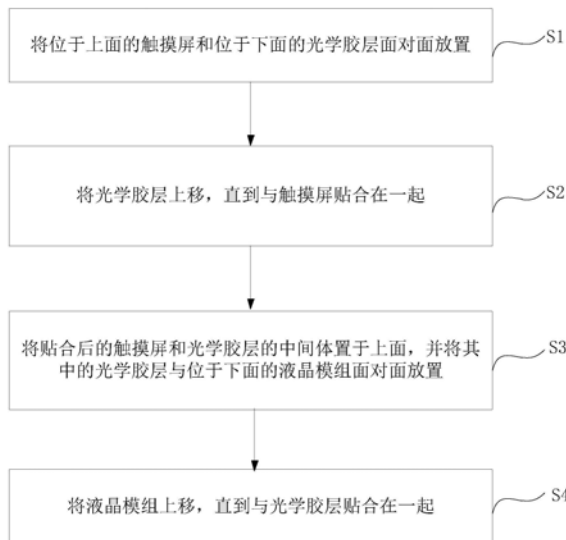 将位于上面的触摸屏和位于下面的光学胶层面对面放置
S1
将光学胶层上移，直到与触摸屏贴合在一起
S2
将贴合后的触摸屏和光学胶层的中间体置于上面，并将其
中的光学胶层与位于下面的液晶模组面对面放置
S3
将液晶模组上移，直到与光学胶层贴合在一起
S4